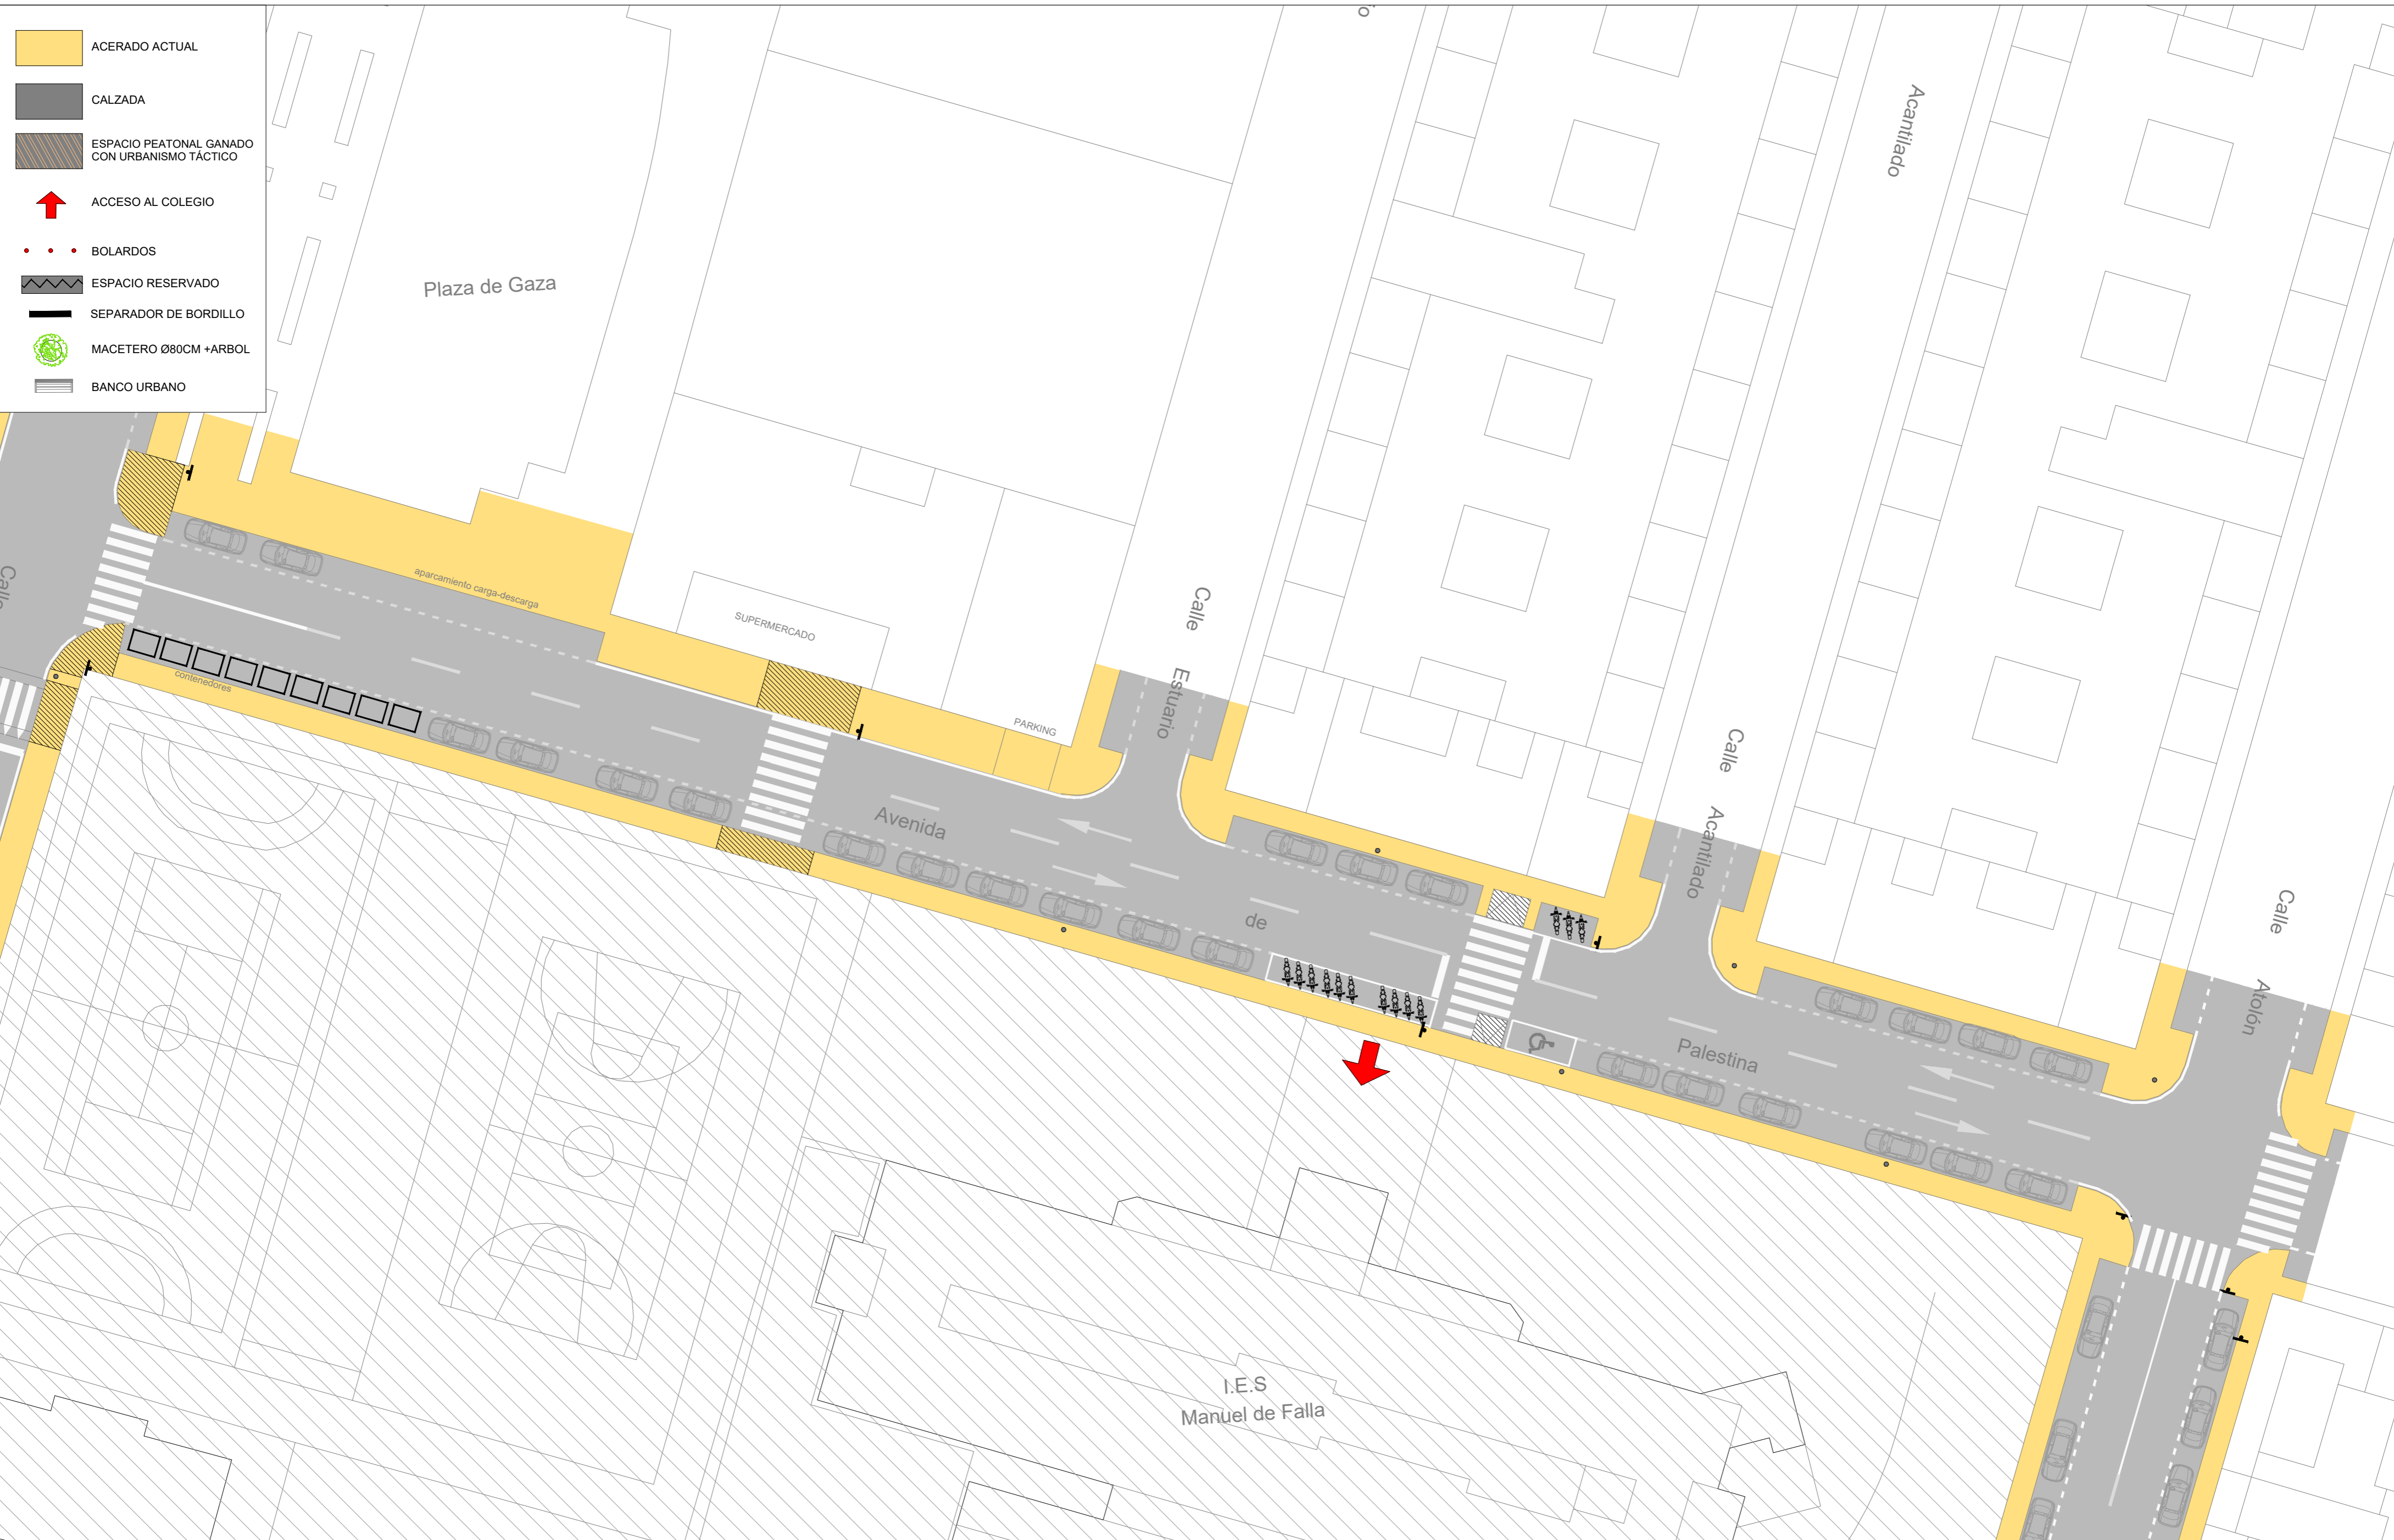 ACERADO ACTUAL
CALZADA
ESPACIO PEATONAL GANADO
CON URBANISMO TÁCTICO
ACCESO AL COLEGIO
BOLARDOS
ESPACIO RESERVADO
SEPARADOR DE BORDILLO
MACETERO Ø80CM +ARBOL
BANCO URBANO
Plaza de Gaza
Acantilado
Calle
aparcamiento carga-descarga
SUPERMERCADO
contenedores
PARKING
Calle
Estuario
Calle
Acantilado
Calle
Atolón
Avenida
de
Palestina
I.E.S
Manuel de Falla